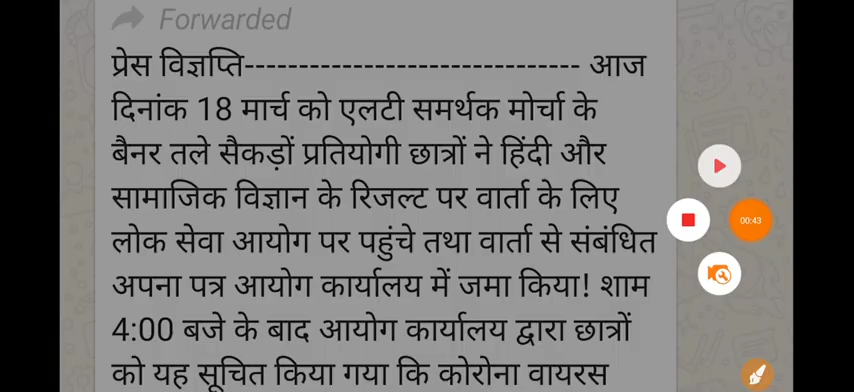 Forwarded
प्रेस विज्ञप्ति------------------------------- आज
दिनांक 18 मार्च को एलटी समर्थक मोर्चा के
बैनर तले सैकड़ों प्रतियोगी छात्रों ने हिंदी और
सामाजिक विज्ञान के रिजल्ट पर वार्ता के लिए
लोक सेवा आयोग पर पहुंचे तथा वार्ता से संबंधित
00:43
अपना पत्र आयोग कार्यालय में जमा किया! शाम
4:00 बजे के बाद आयोग कार्यालय द्वारा छात्रों
को यह सूचित किया गया कि कोरोना वायरस